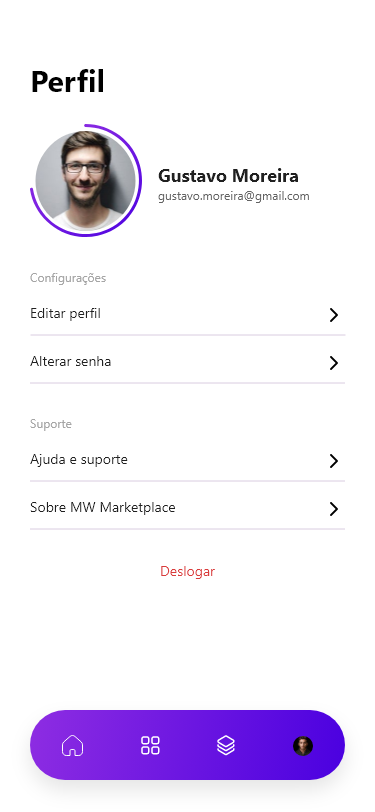 Perfil
Gustavo Moreira
gustavo.moreira@gmail.com
Configurações
Editar perfil
Alterar senha
Suporte
Ajuda e suporte
Sobre MW Marketplace
Deslogar